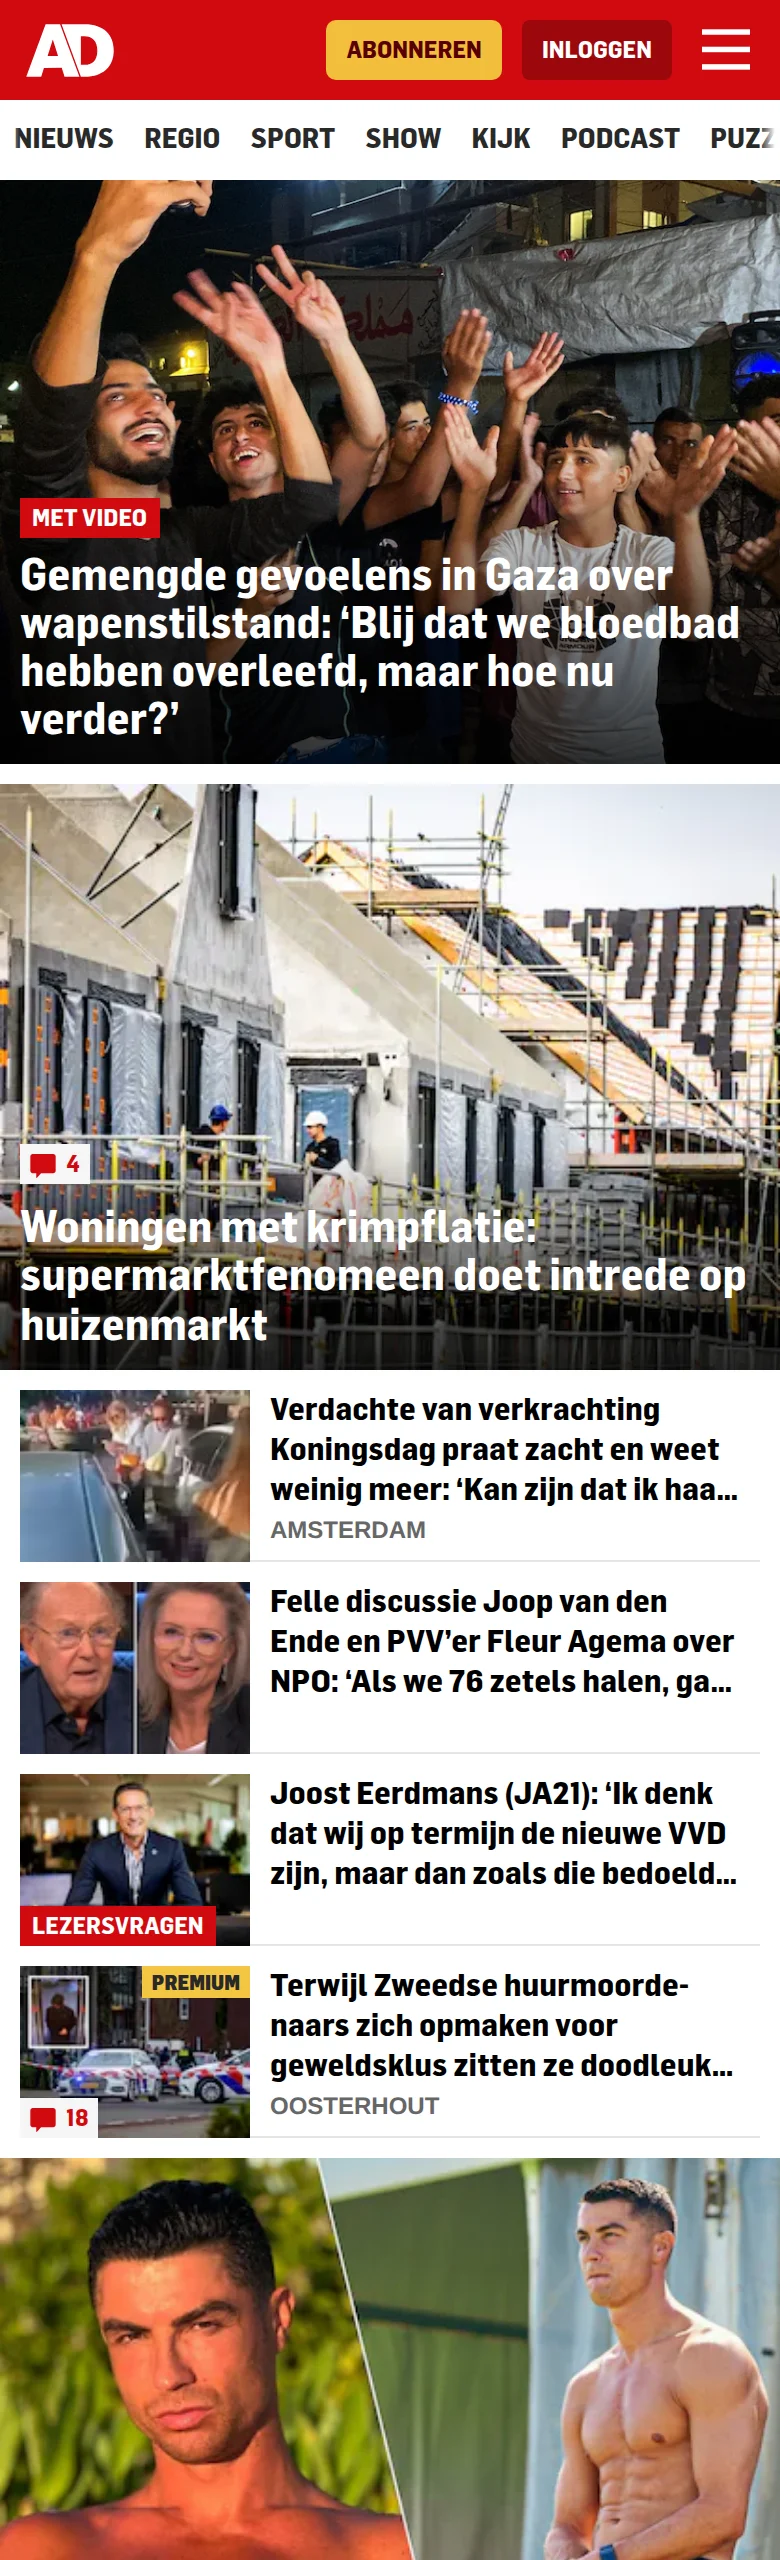 AD
ABONNEREN
INLOGGEN
NIEUWS REGIO SPORT SHOW KIJK PODCAST PUZZ
MET VIDEO
Gemengde gevoelens in Gaza over
wapenstilstand: ‘Blij dat we bloedbad
hebben overleefd, maar hoe nu
verder?’
4
Woningen met krimpflatie:
supermarktfenomeen doet intrede op
huizenmarkt
Verdachte van verkrachting
Koningsdag praat zacht en weet
weinig meer: ‘Kan zijn dat ik haa...
AMSTERDAM
Felle discussie Joop van den
Ende en PVV’er Fleur Agema over
NPO: ‘Als we 76 zetels halen, ga...
LEZERSVRAGEN
Joost Eerdmans (JA21): ‘Ik denk
dat wij op termijn de nieuwe VVD
zijn, maar dan zoals die bedoeld...
PREMIUM
18
Terwijl Zweedse huurmoorde-
naars zich opmaken voor
geweldsklus zitten ze doodleuk...
OOSTERHOUT